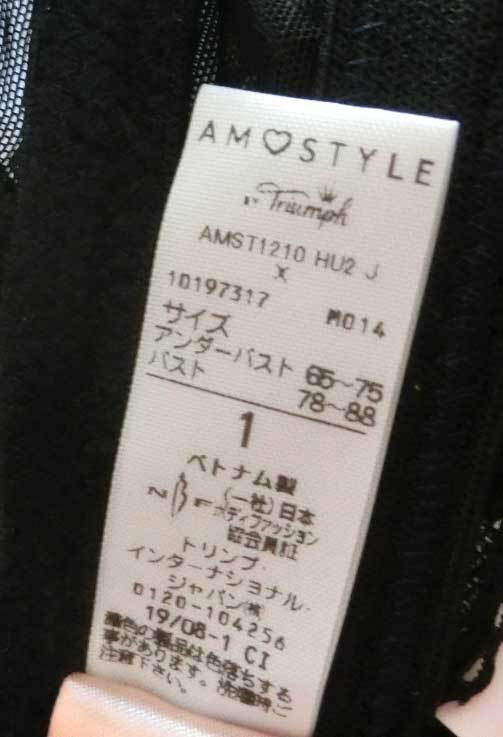 AMO♡STYLE
BY Triumph
AMST1210 HU2 J
X
10197317 M014
サイズ
アンダーバスト 65～75
バスト 78～88
1
ベトナム製
(一社)日本
NBF ボディファッション
協会員証
トリンプ・
インターナショナル・
ジャパン(株)
0120-104256
19/08-1 CI
濃色の製品は色落ちする
事があります。洗濯時ご
注意下さい。